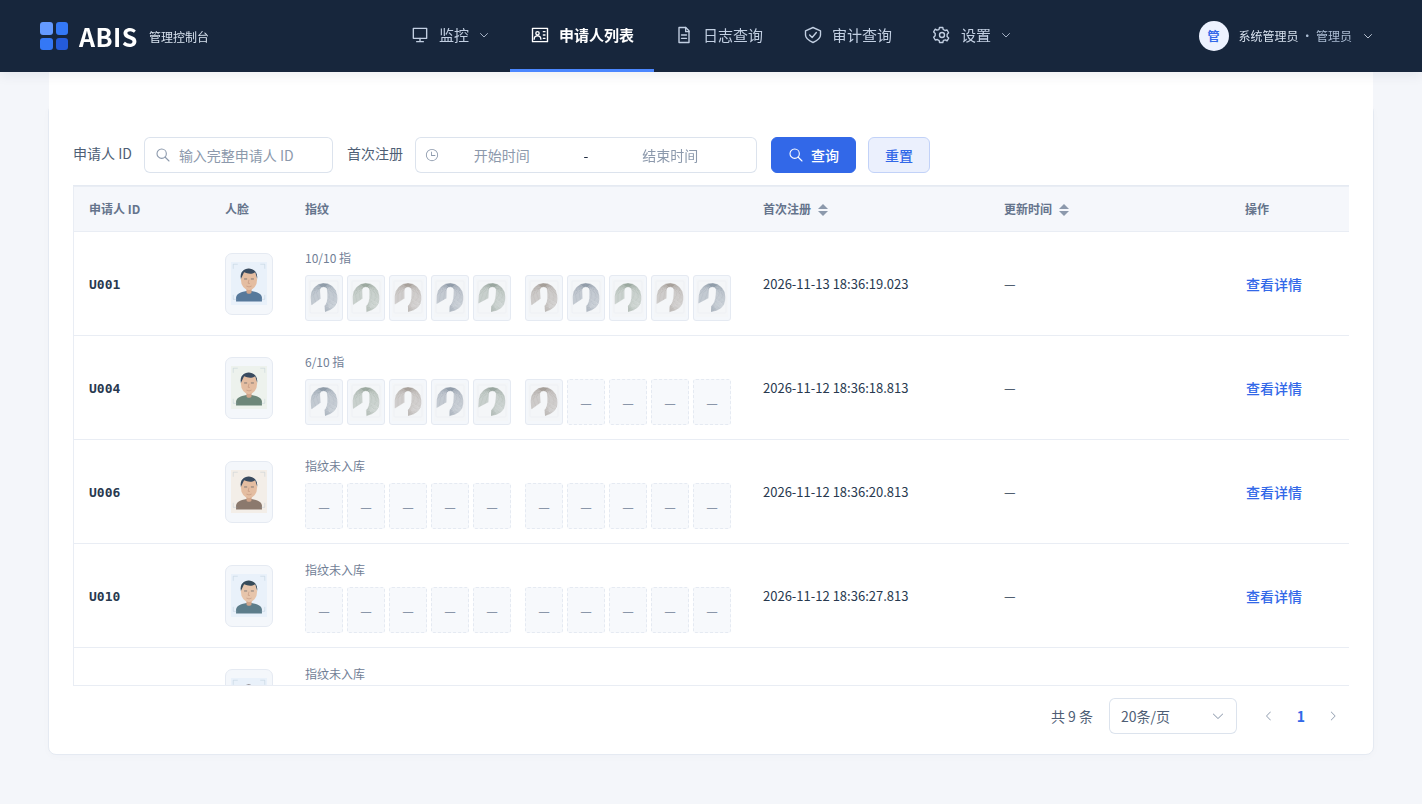 ABIS 管理控制台 监控 申请人列表 日志查询 审计查询 设置 管 系统管理员 · 管理员
申请人 ID 输入完整申请人 ID 首次注册 开始时间 - 结束时间 查询 重置
申请人 ID 人脸 指纹 首次注册 更新时间 操作
10/10 指
U001 2026-11-13 18:36:19.023 — 查看详情
6/10 指
U004 — — — — 2026-11-12 18:36:18.813 — 查看详情
指纹未入库
U006 — — — — — — — — — — 2026-11-12 18:36:20.813 — 查看详情
指纹未入库
U010 — — — — — — — — — — 2026-11-12 18:36:27.813 — 查看详情
指纹未入库
共 9 条 20条/页 1